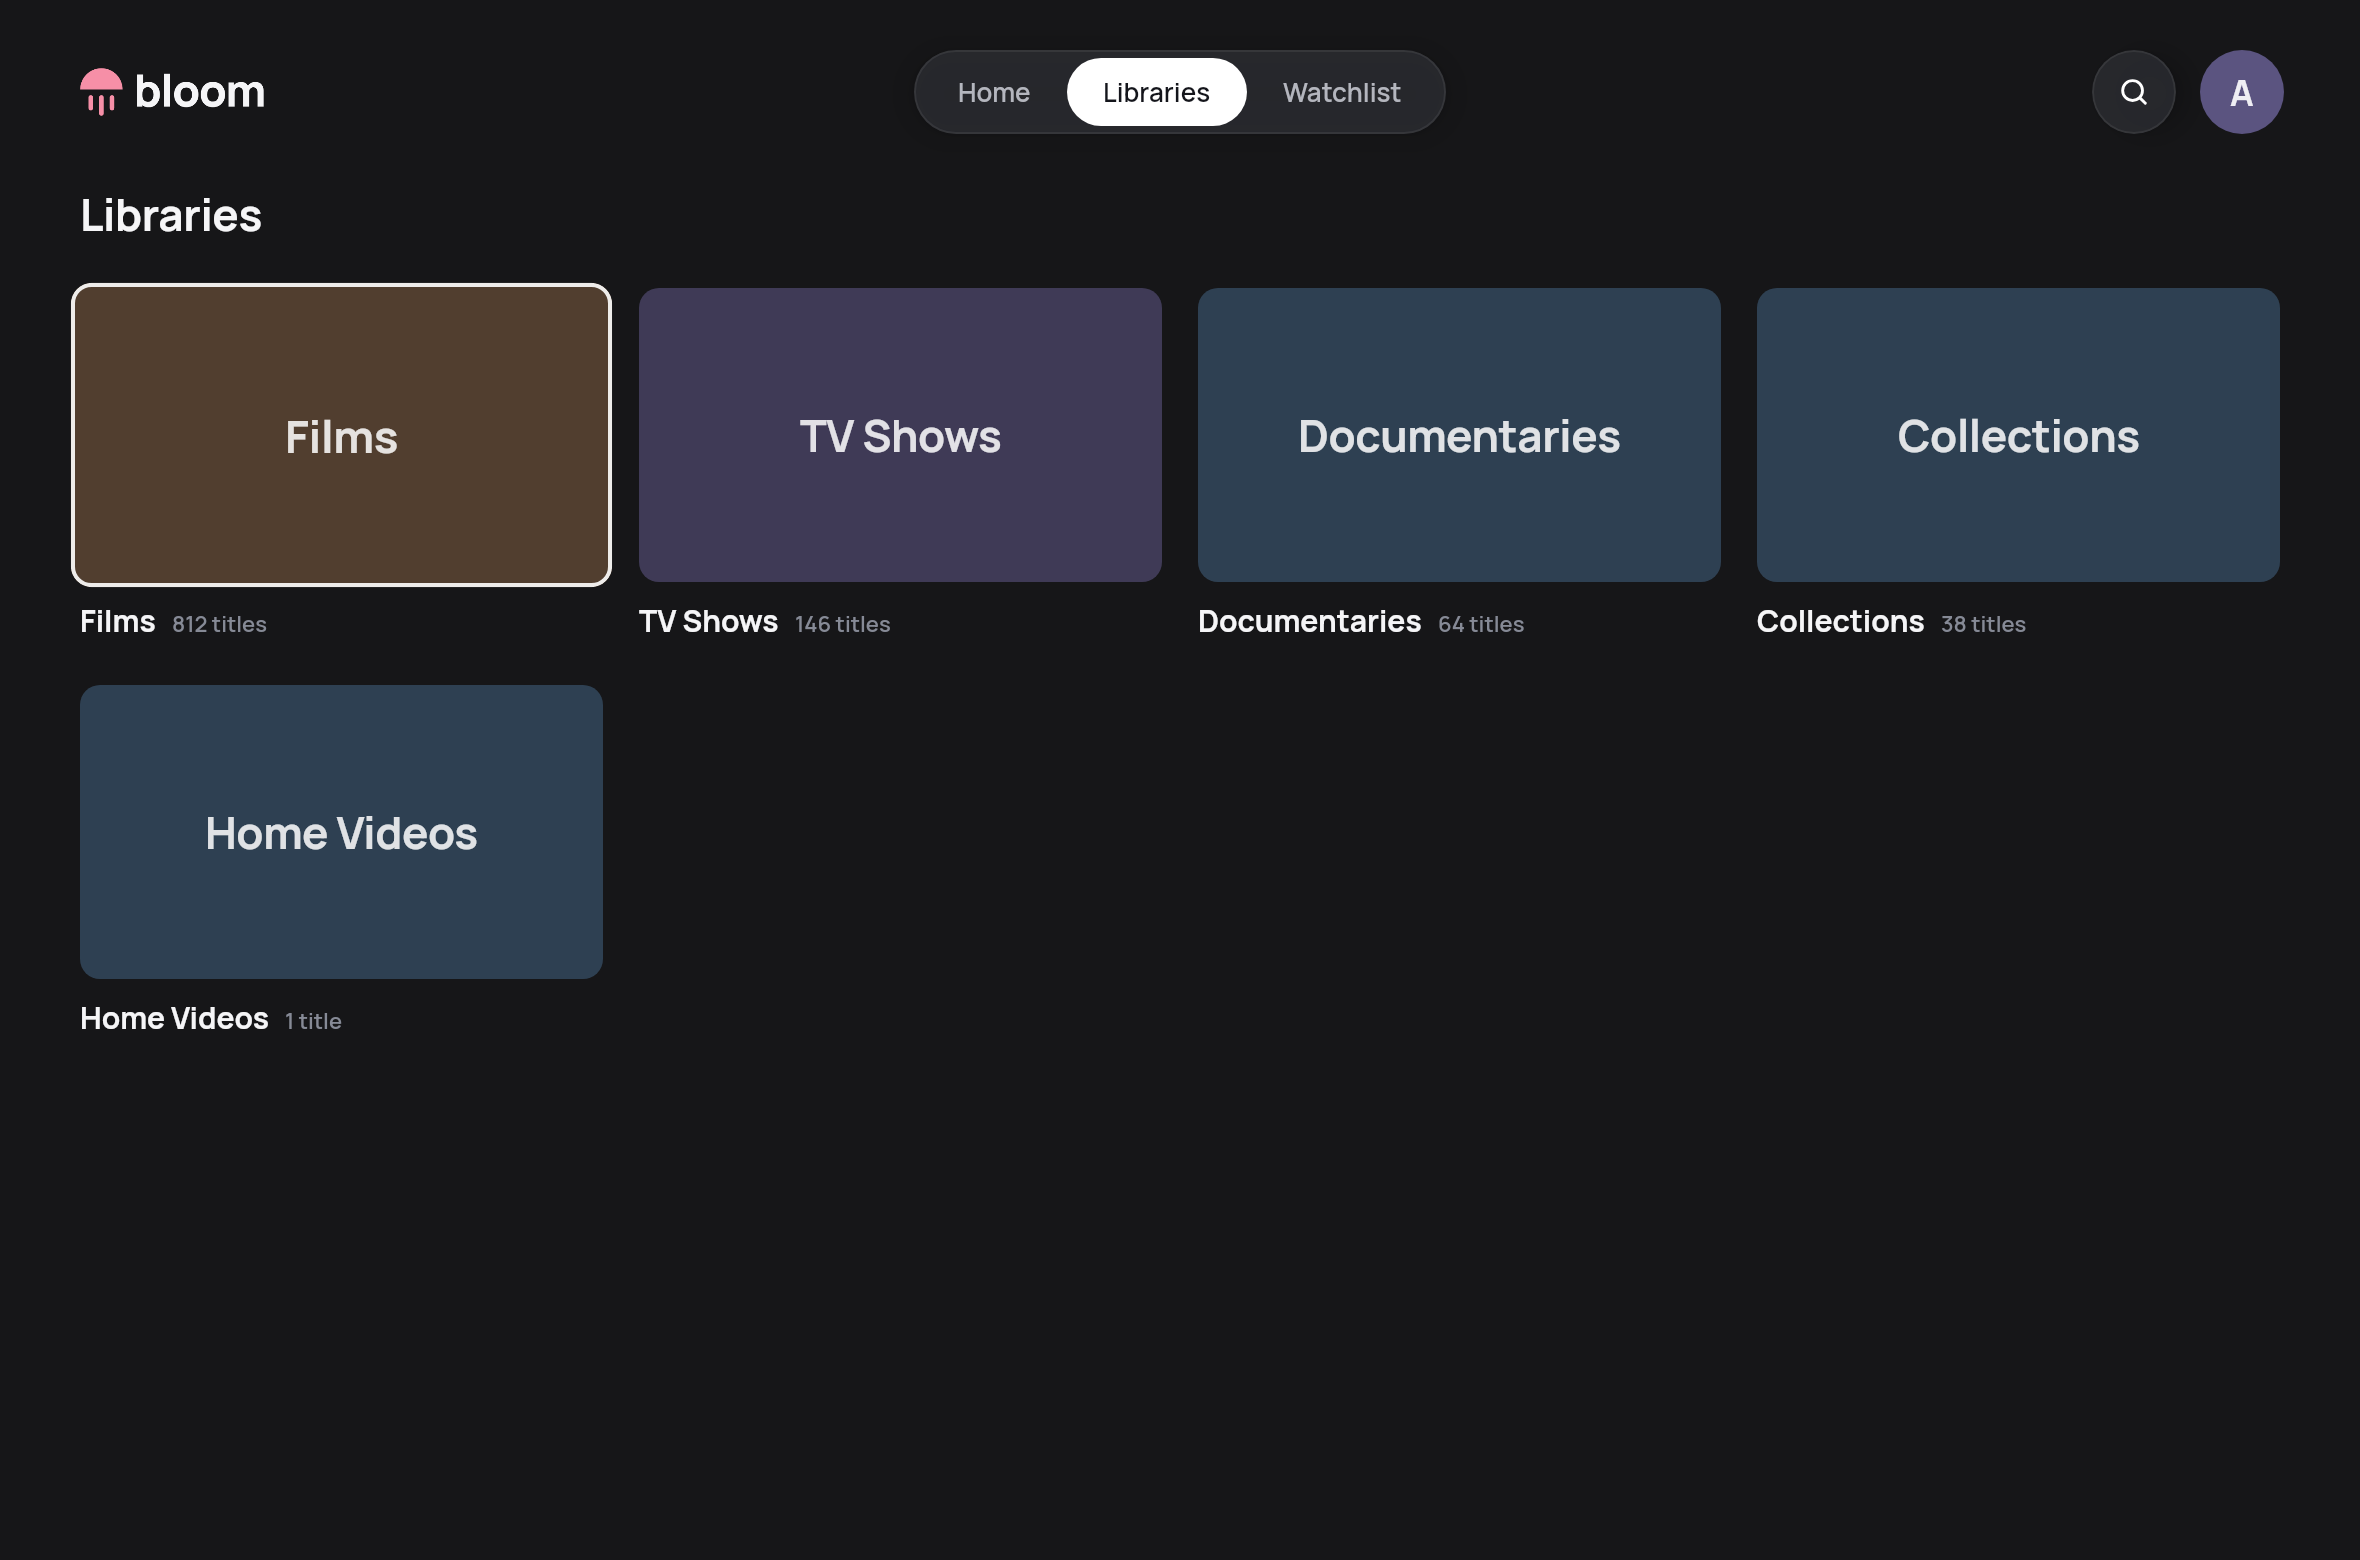 bloom
Home Libraries Watchlist
A
Libraries
Films
TV Shows
Documentaries
Collections
Films 812 titles
TV Shows 146 titles
Documentaries 64 titles
Collections 38 titles
Home Videos
Home Videos 1 title